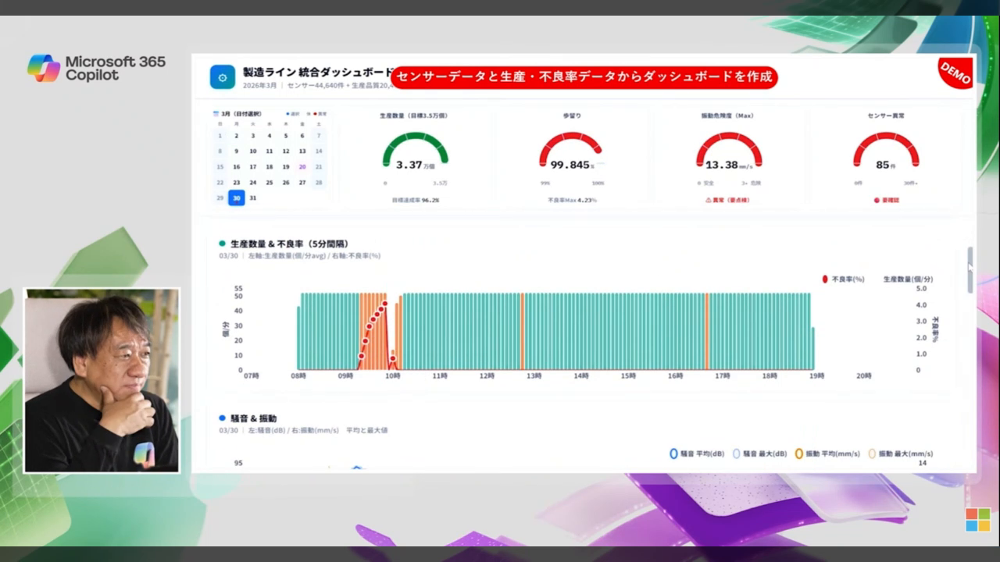 Microsoft 365
Copilot
製造ライン 統合ダッシュボード
2026年3月 | センサー44,640件 + 生産品質20,4
センサーデータと生産・不良率データからダッシュボードを作成
DEMO
3月（日付選択）
選択 休 異常
日 月 火 水 木 金 土
1 2 3 4 5 6 7
8 9 10 11 12 13 14
15 16 17 18 19 20 21
22 23 24 25 26 27 28
29 30 31
生産数量（目標3.5万個）
3.37万個
0 3.5万
目標達成率 96.2%
歩留り
99.845%
99% 100%
不良率Max 4.23%
振動危険度（Max）
13.38mm/s
0 安全 3+ 危険
⚠異常（要点検）
センサー異常
85件
0件 30件+
要確認
生産数量 & 不良率（5分間隔）
03/30 | 左軸:生産数量(個/分avg) / 右軸:不良率(%)
不良率(%) 生産数量(個/分)
55
50
40
30
20
10
0
個/分
5.0
4.0
3.0
2.0
1.0
0
不良率%
07時 08時 09時 10時 11時 12時 13時 14時 15時 16時 17時 18時 19時 20時
騒音 & 振動
03/30 | 左:騒音(dB) / 右:振動(mm/s) 平均と最大値
騒音 平均(dB) 騒音 最大(dB) 振動 平均(mm/s) 振動 最大(mm/s)
95 14